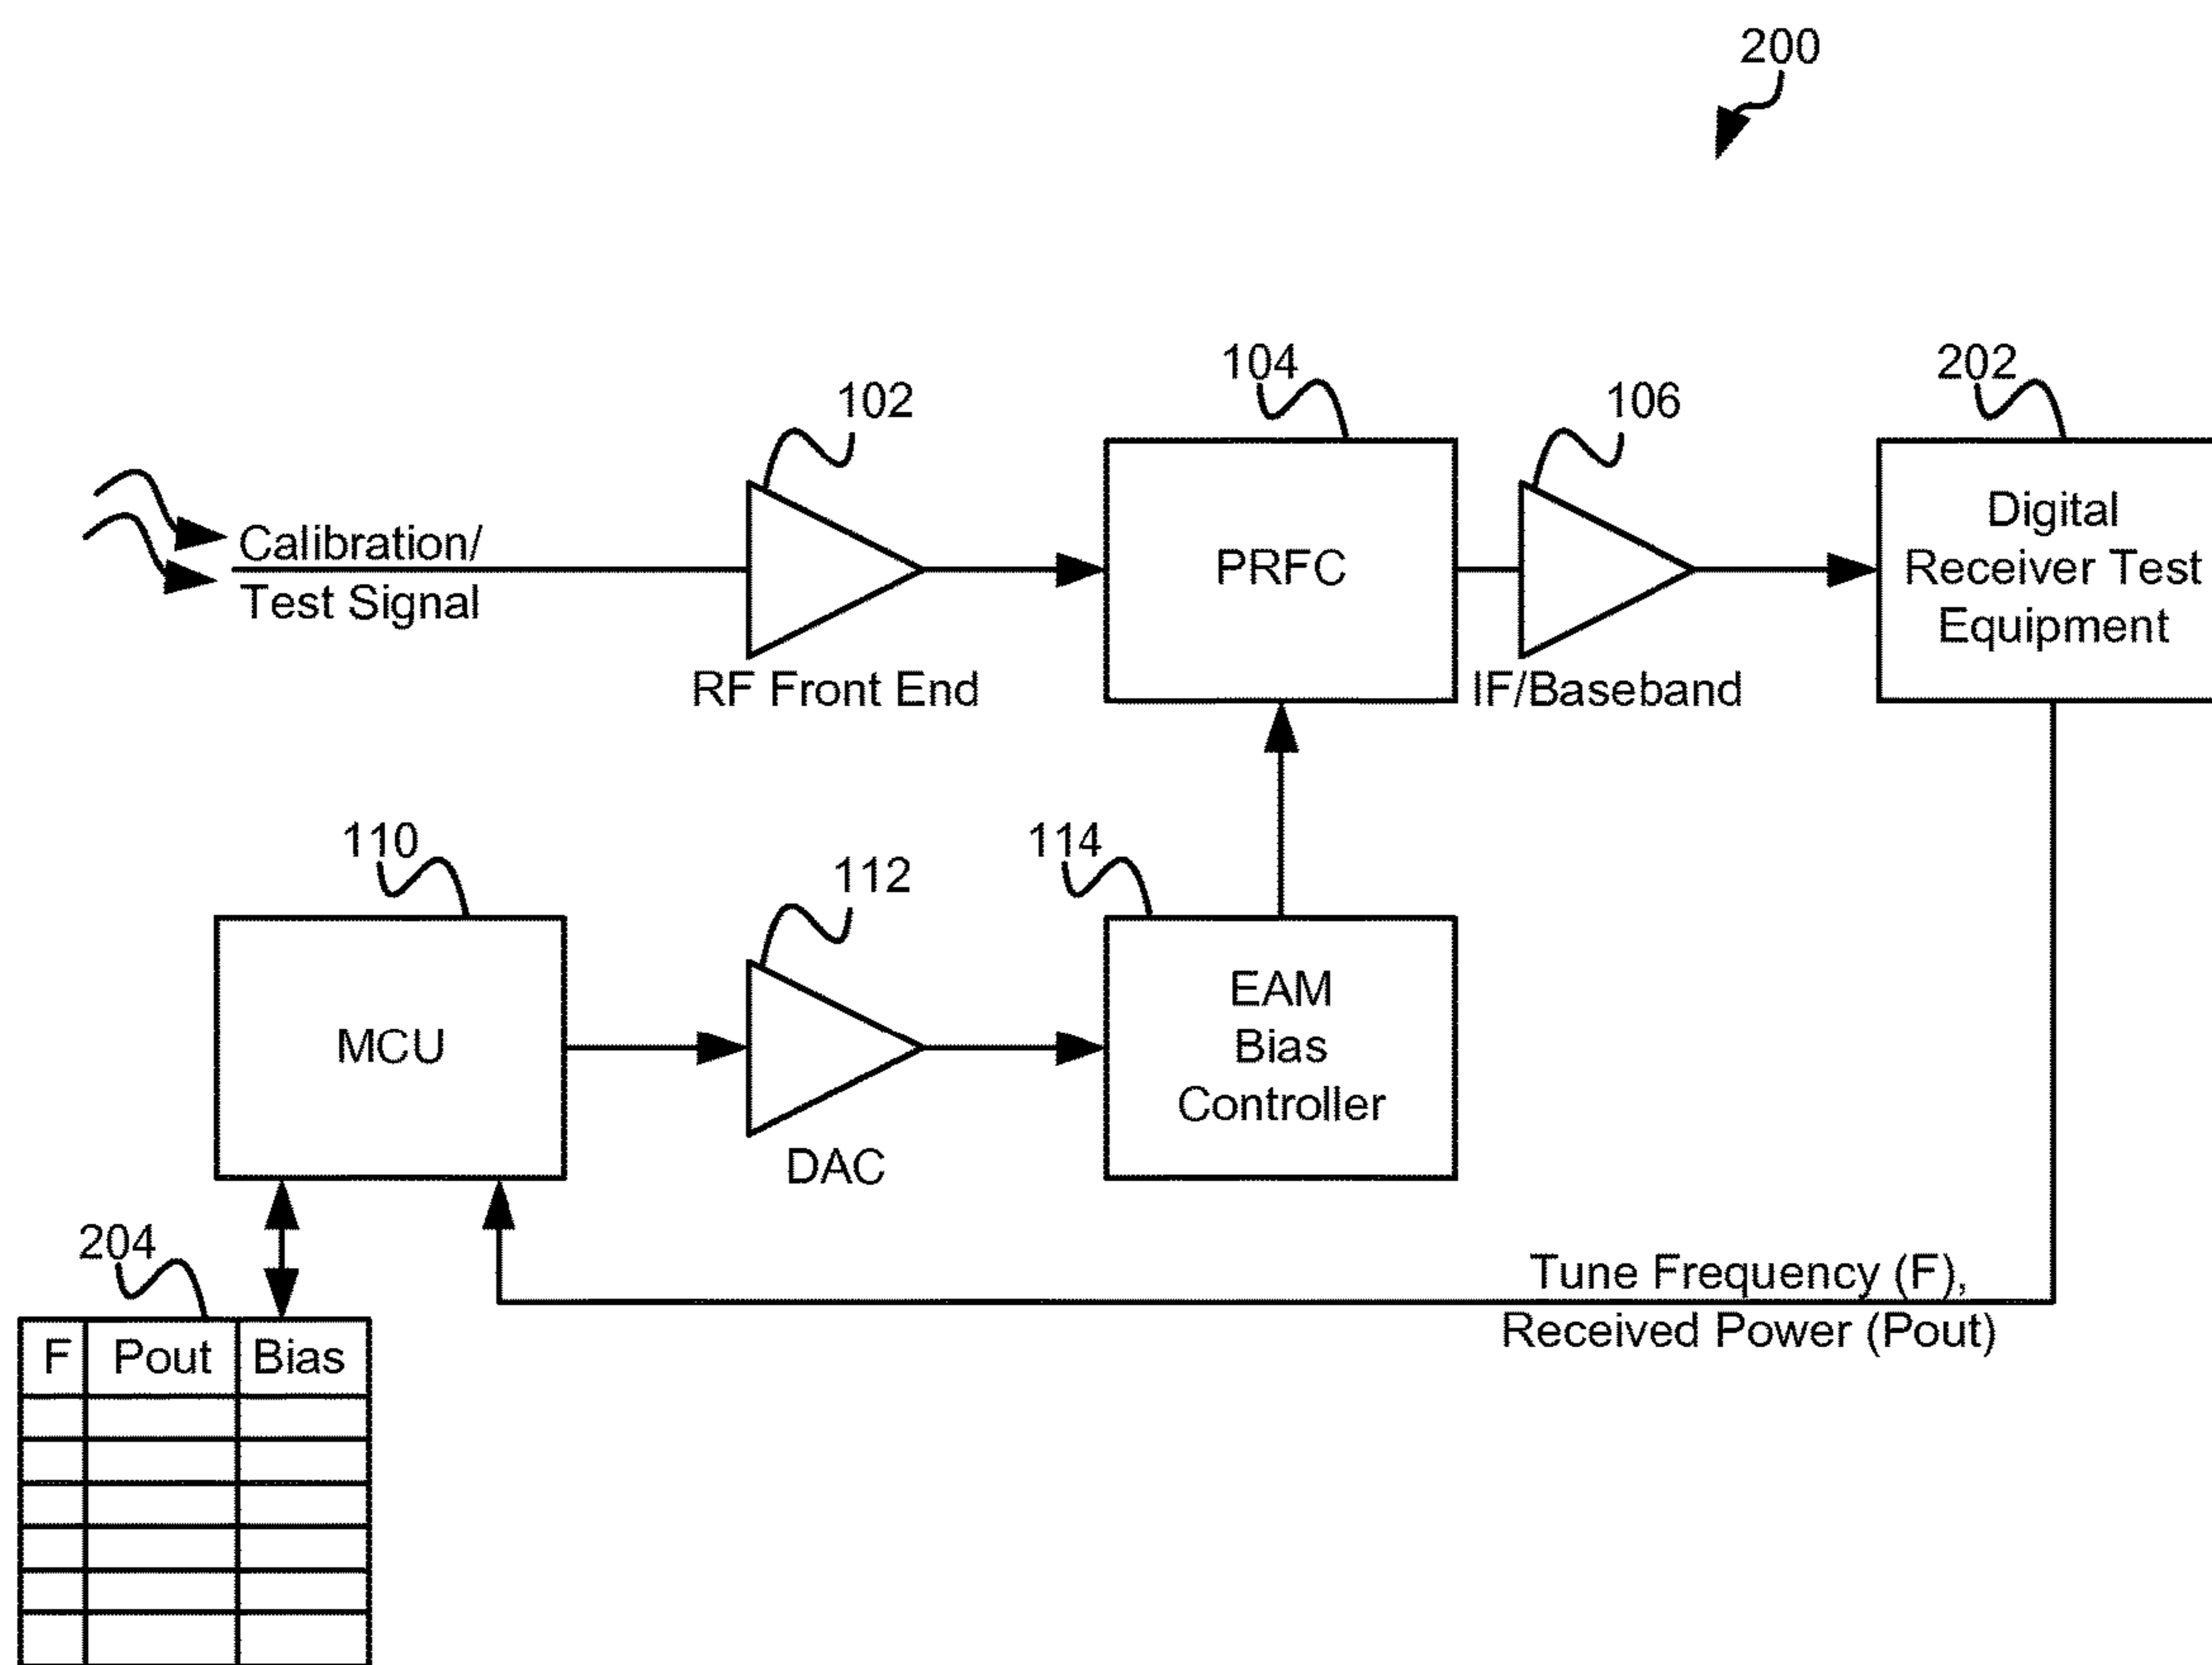 200
102
104
106
202
Calibration/
Test Signal
RF Front End
PRFC
IF/Baseband
Digital
Receiver Test
Equipment
110
112
114
MCU
DAC
EAM
Bias
Controller
204
Tune Frequency (F),
Received Power (Pout)
F Pout Bias